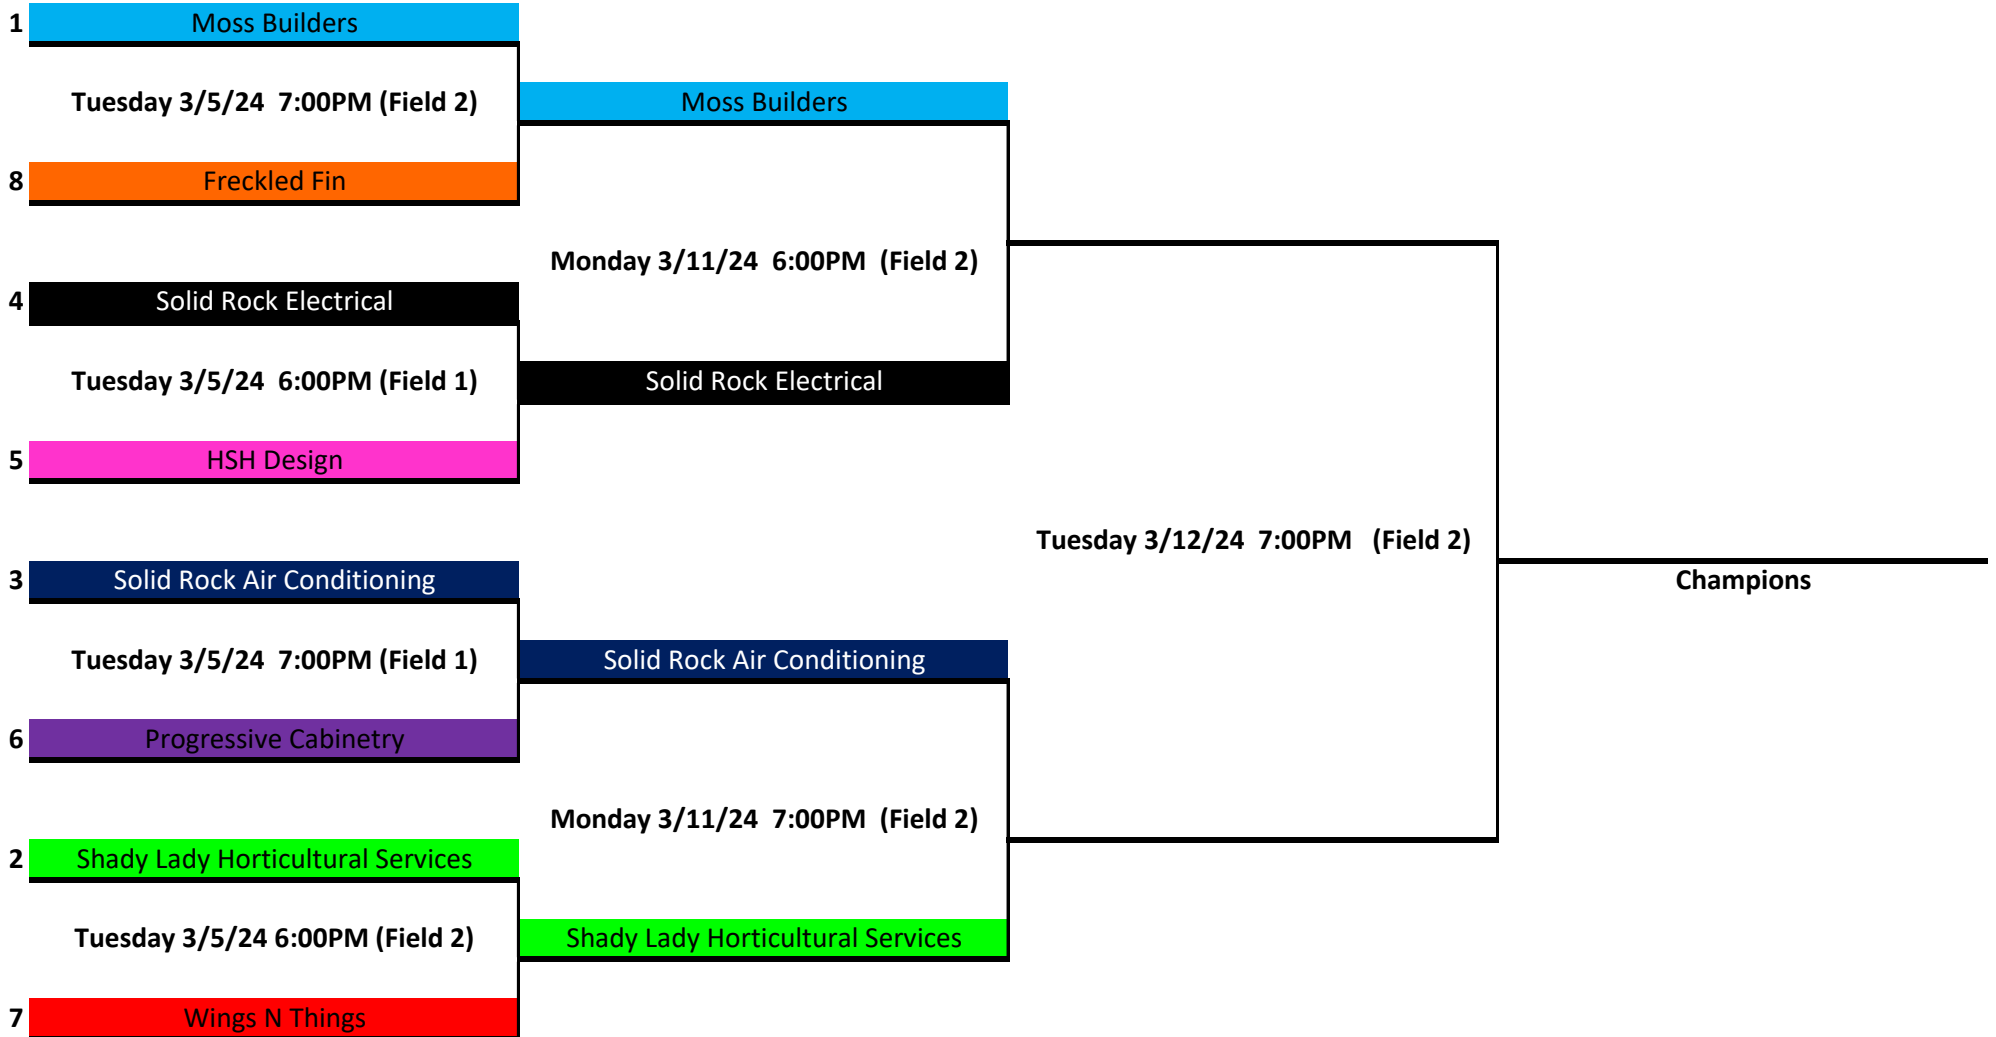 1 Moss Builders
Tuesday 3/5/24 7:00PM (Field 2)
Moss Builders
8 Freckled Fin
Monday 3/11/24 6:00PM (Field 2)
4 Solid Rock Electrical
Tuesday 3/5/24 6:00PM (Field 1)
Solid Rock Electrical
5 HSH Design
Tuesday 3/12/24 7:00PM (Field 2)
3 Solid Rock Air Conditioning
Champions
Tuesday 3/5/24 7:00PM (Field 1)
Solid Rock Air Conditioning
6 Progressive Cabinetry
Monday 3/11/24 7:00PM (Field 2)
2 Shady Lady Horticultural Services
Tuesday 3/5/24 6:00PM (Field 2)
Shady Lady Horticultural Services
7 Wings N Things